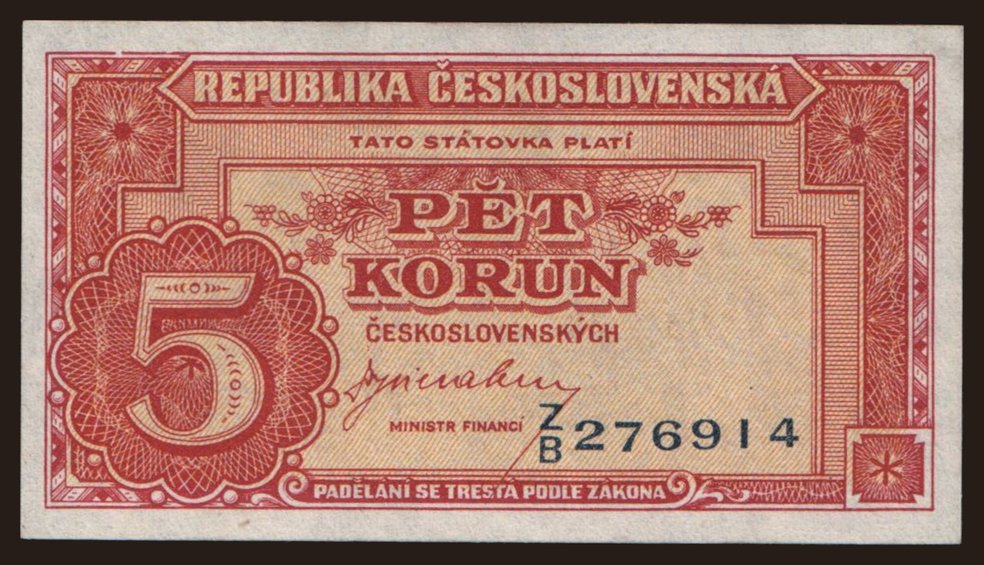 REPUBLIKA ČESKOSLOVENSKÁ
TATO STÁTOVKA PLATÍ
PĚT
KORUN
ČESKOSLOVENSKÝCH
5
MINISTR FINANCÍ
Z/B 276914
PADĚLÁNÍ SE TRESTÁ PODLE ZÁKONA